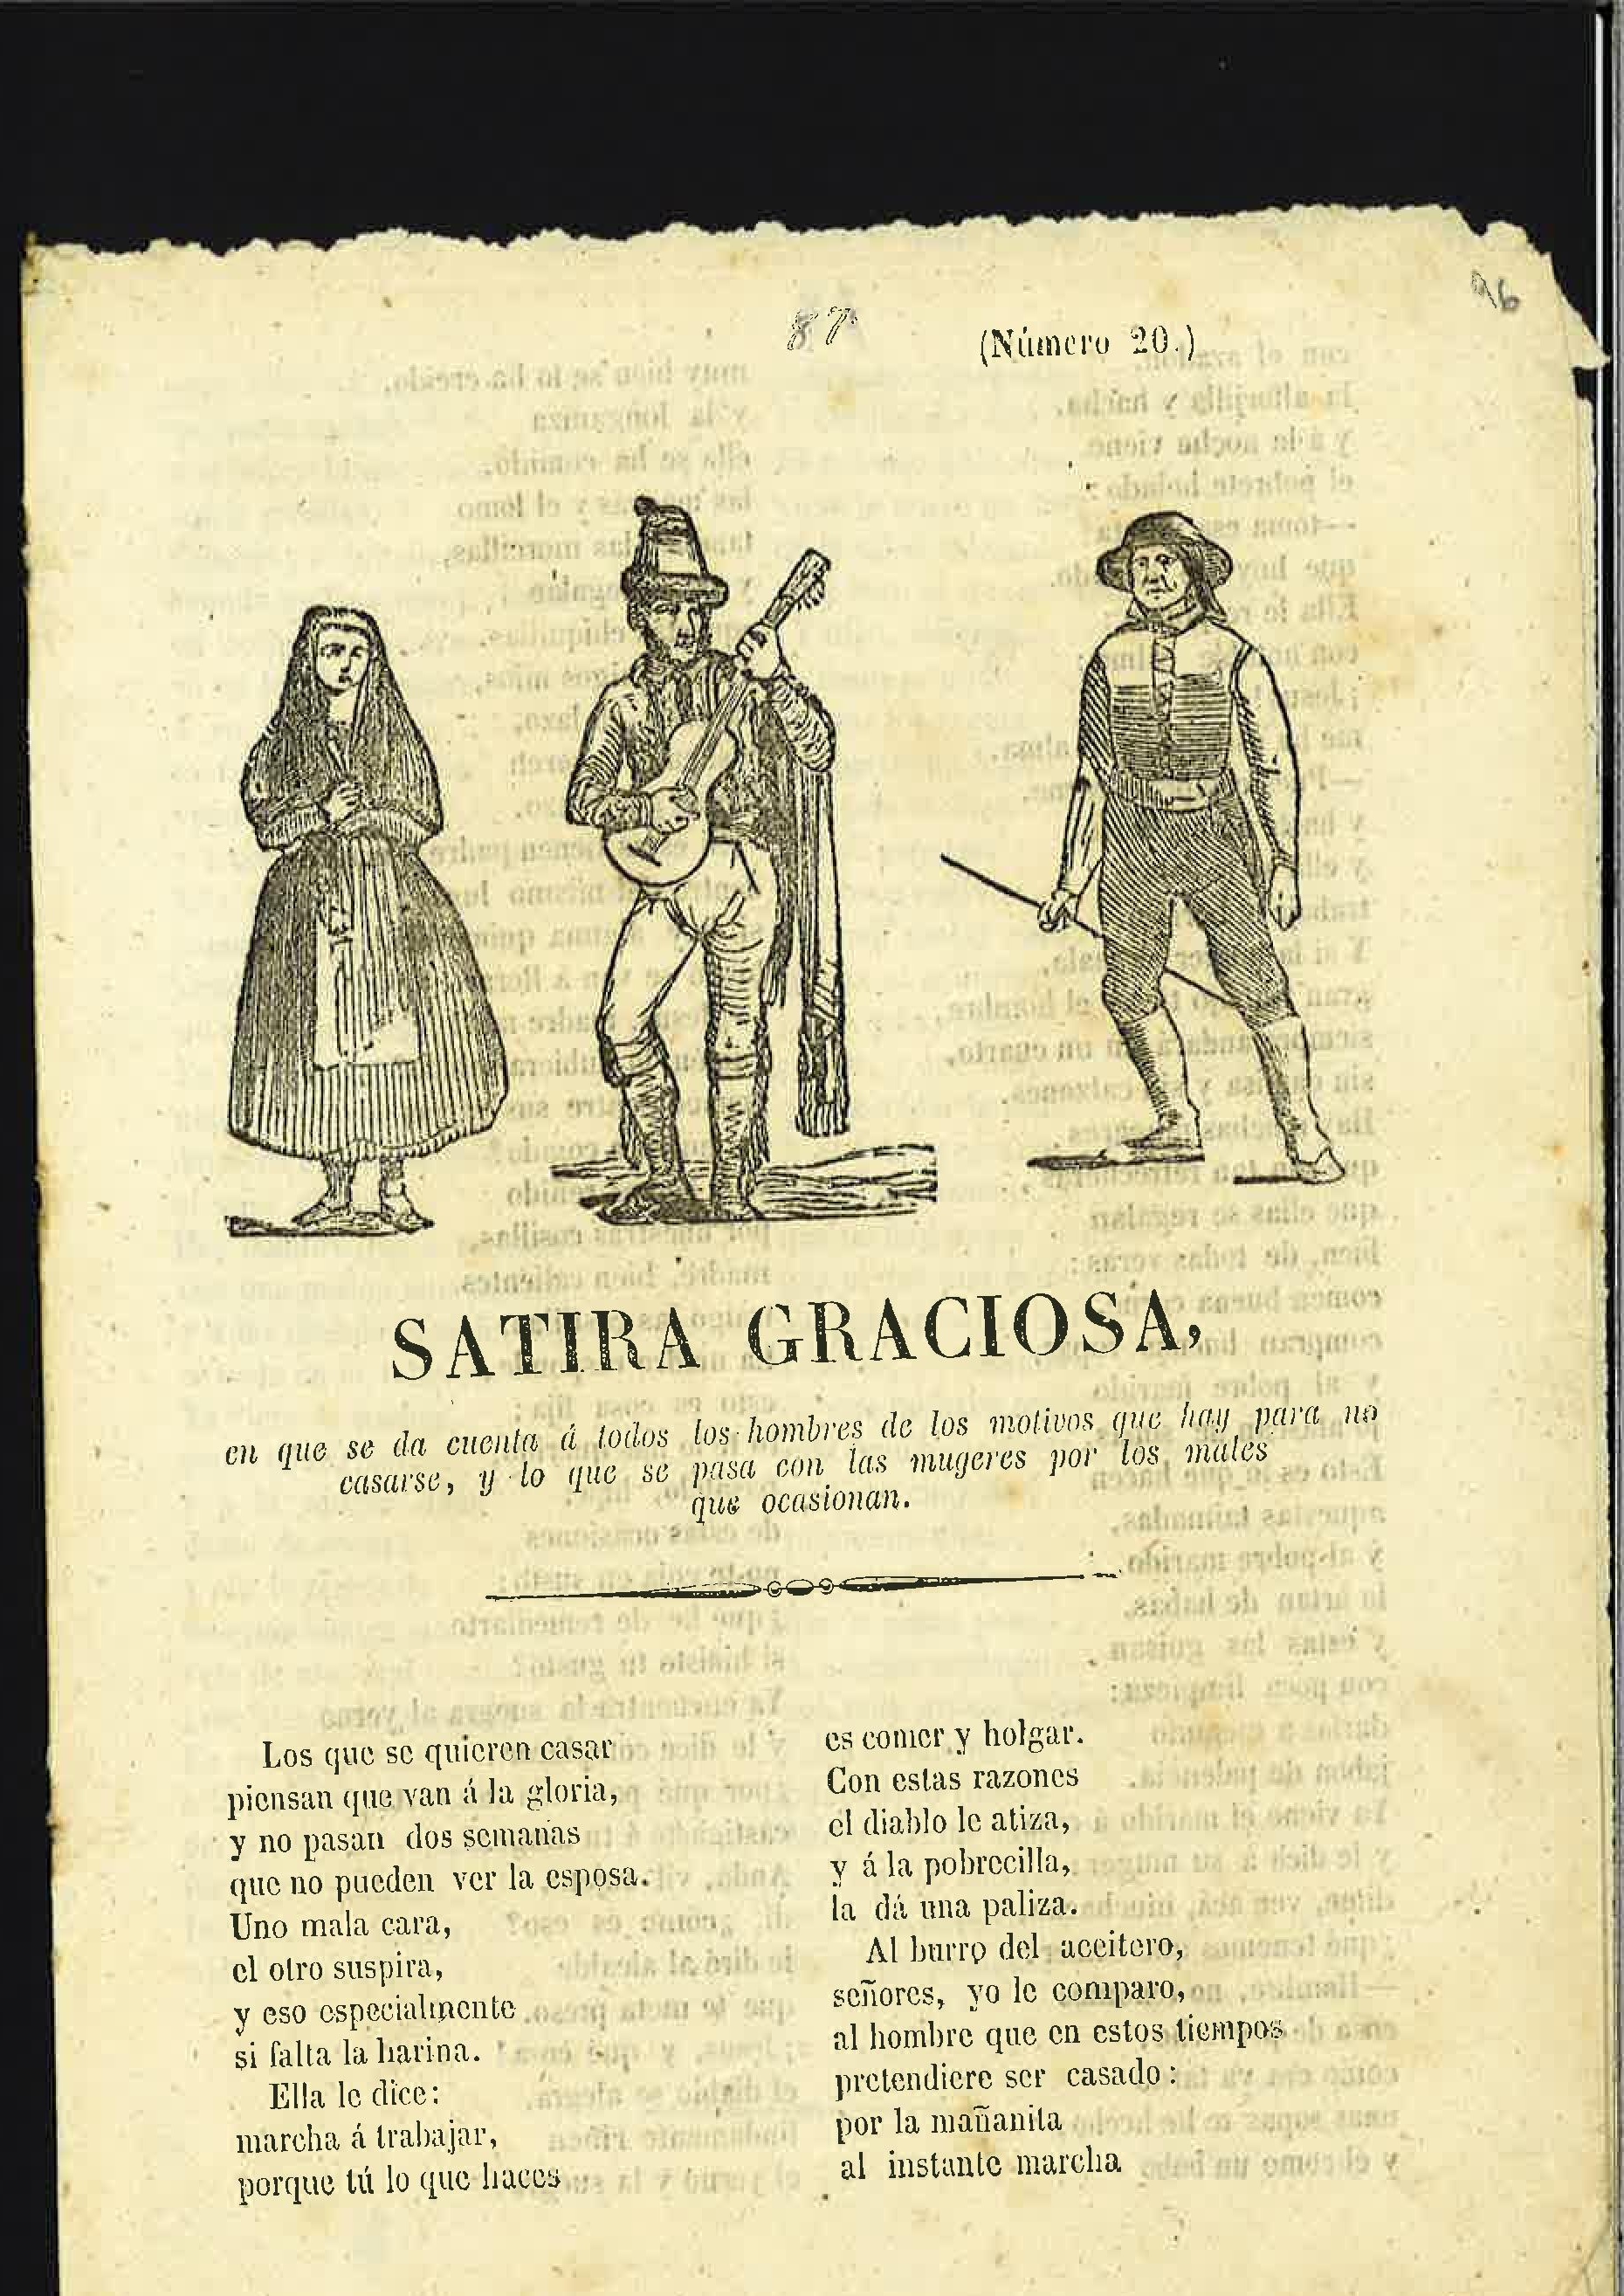 96
87
(Número 20.)
SATIRA GRACIOSA,
en que se da cuenta á todos los hombres de los motivos que hay para no
casarse, y lo que se pasa con las mugeres por los males
que ocasionan.
Los que se quieren casar
piensan que van á la gloria,
y no pasan dos semanas
que no pueden ver la esposa.
Uno mala cara,
el otro suspira,
y eso especialmente
si falta la harina.
Ella le dice:
marcha á trabajar,
porque tú lo que haces
es comer y holgar.
Con estas razones
el diablo le atiza,
y á la pobrecilla,
la dá una paliza.
Al burro del aceitero,
señores, yo le comparo,
al hombre que en estos tiempos
pretendiere ser casado:
por la mañanita
al instante marcha